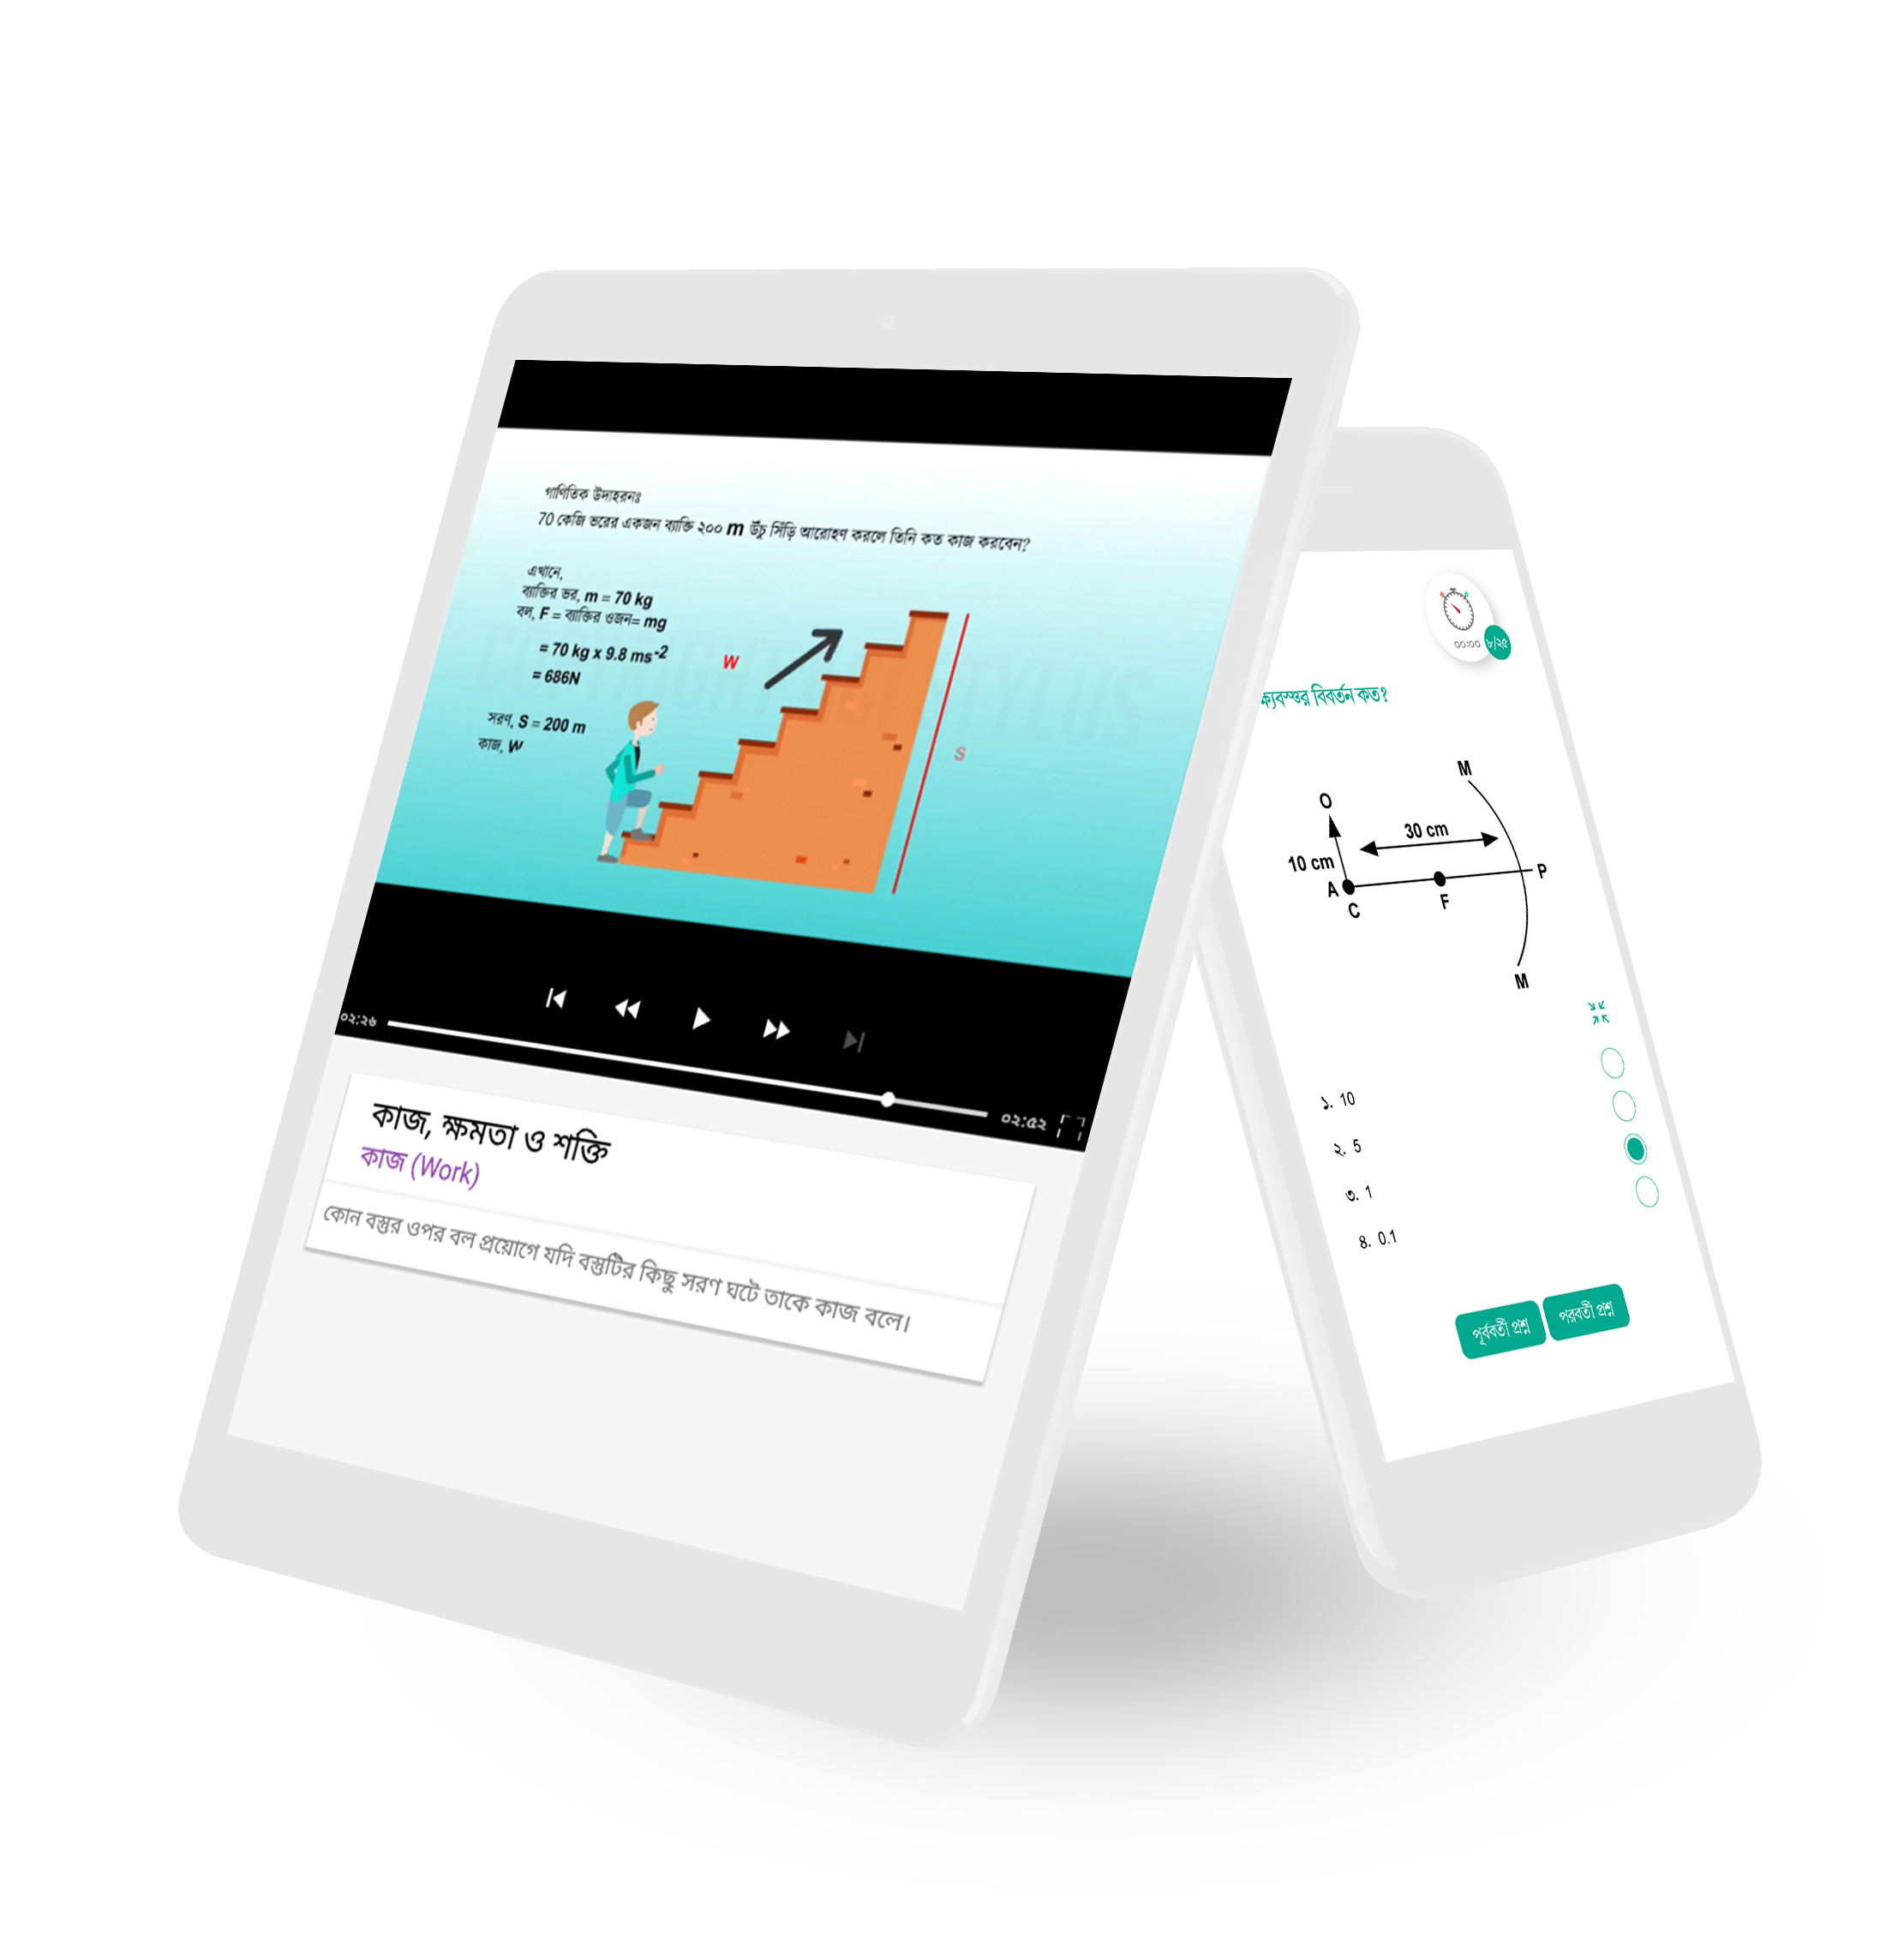 গাণিতিক উদাহরনঃ
70 কেজি ভরের একজন ব্যাক্তি ২০০ m উঁচু সিঁড়ি আরোহণ করলে তিনি কত কাজ করবেন?
এখানে,
ব্যাক্তির ভর, m = 70 kg
বল, F = ব্যাক্তির ওজন= mg
= 70 kg x 9.8 ms-2
= 686N
সরণ, S = 200 m
কাজ, W
W
S
০২:২৬
০২:৫২
কাজ, ক্ষমতা ও শক্তি
কাজ (Work)
কোন বস্তুর ওপর বল প্রয়োগে যদি বস্তুটির কিছু সরণ ঘটে তাকে কাজ বলে।
০০:০০
৮/২৫
বিবর্তন কত?
M
O
30 cm
10 cm
P
A
F
C
M
১. 10
২. 5
৩. 1
৪. 0.1
পূর্ববর্তী প্রশ্ন
পরবর্তী প্রশ্ন